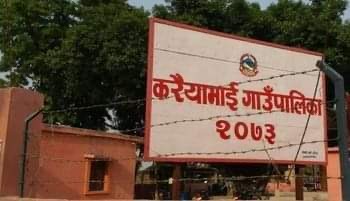 करैयामाई गाउँपालिका
२०७३